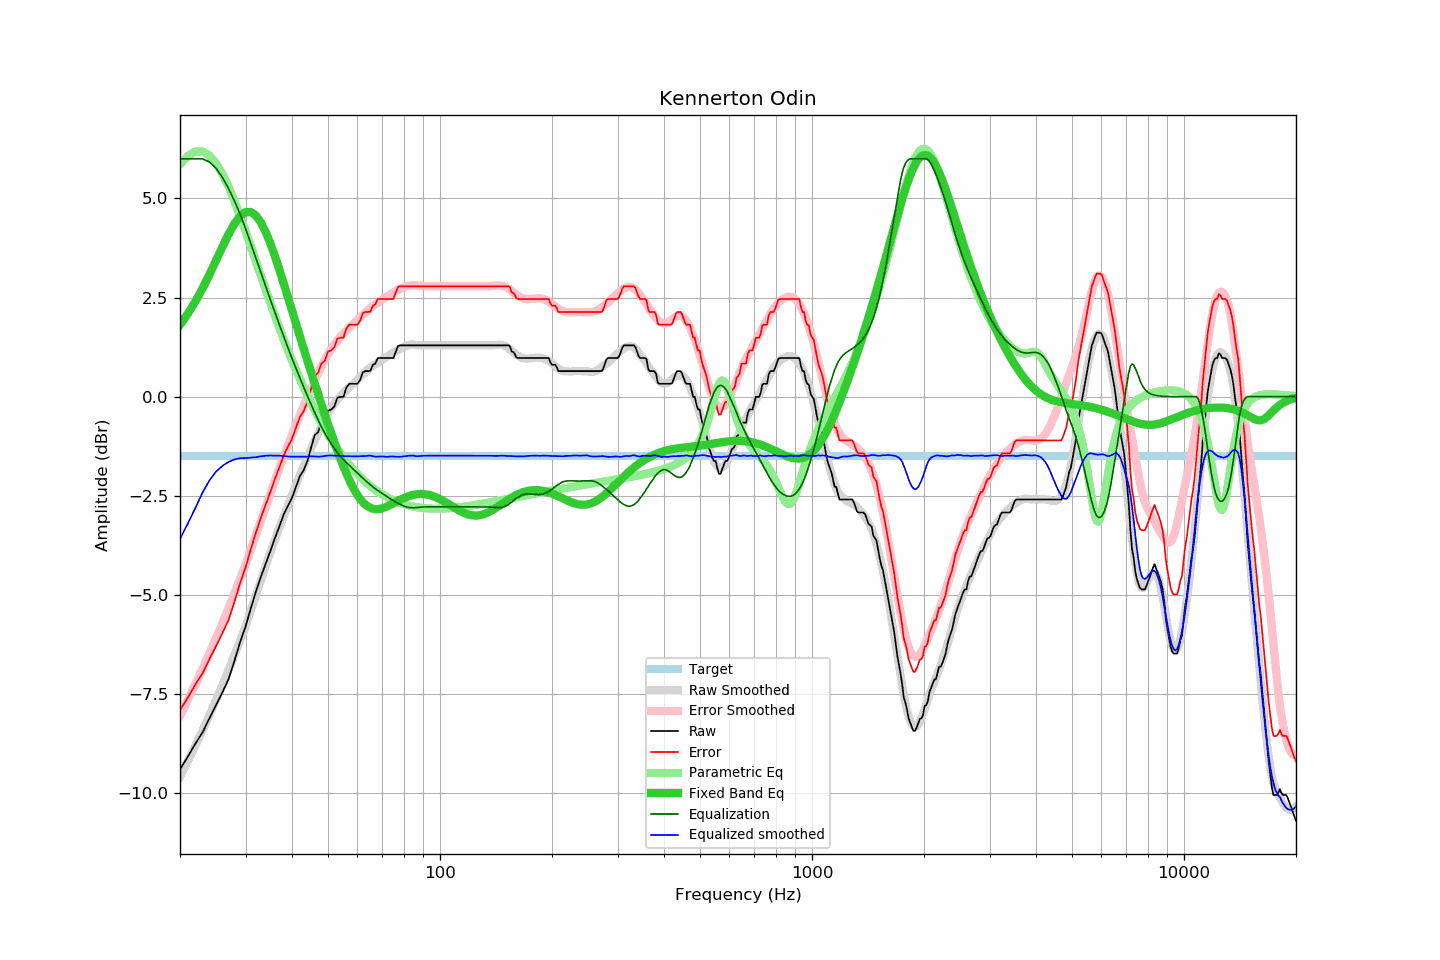 Kennerton Odin
5.0
2.5
0.0
−2.5
−5.0
−7.5
−10.0
Amplitude (dBr)
Target
Raw Smoothed
Error Smoothed
Raw
Error
Parametric Eq
Fixed Band Eq
Equalization
Equalized smoothed
100
1000
10000
Frequency (Hz)